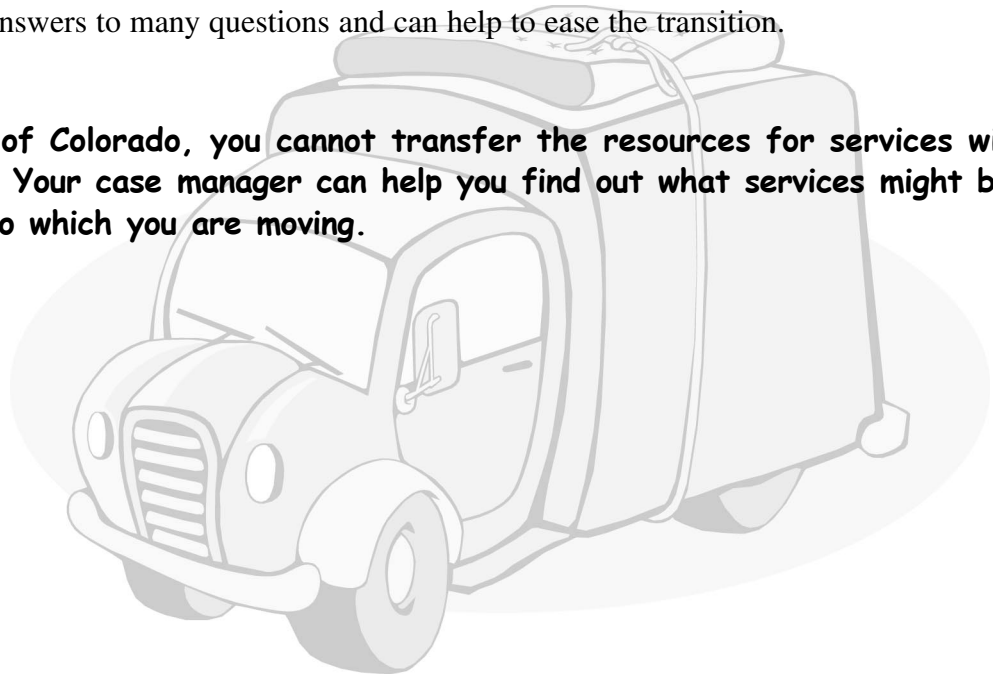 nswers to many questions and can help to ease the transition.
of Colorado, you cannot transfer the resources for services wi
Your case manager can help you find out what services might b
o which you are moving.